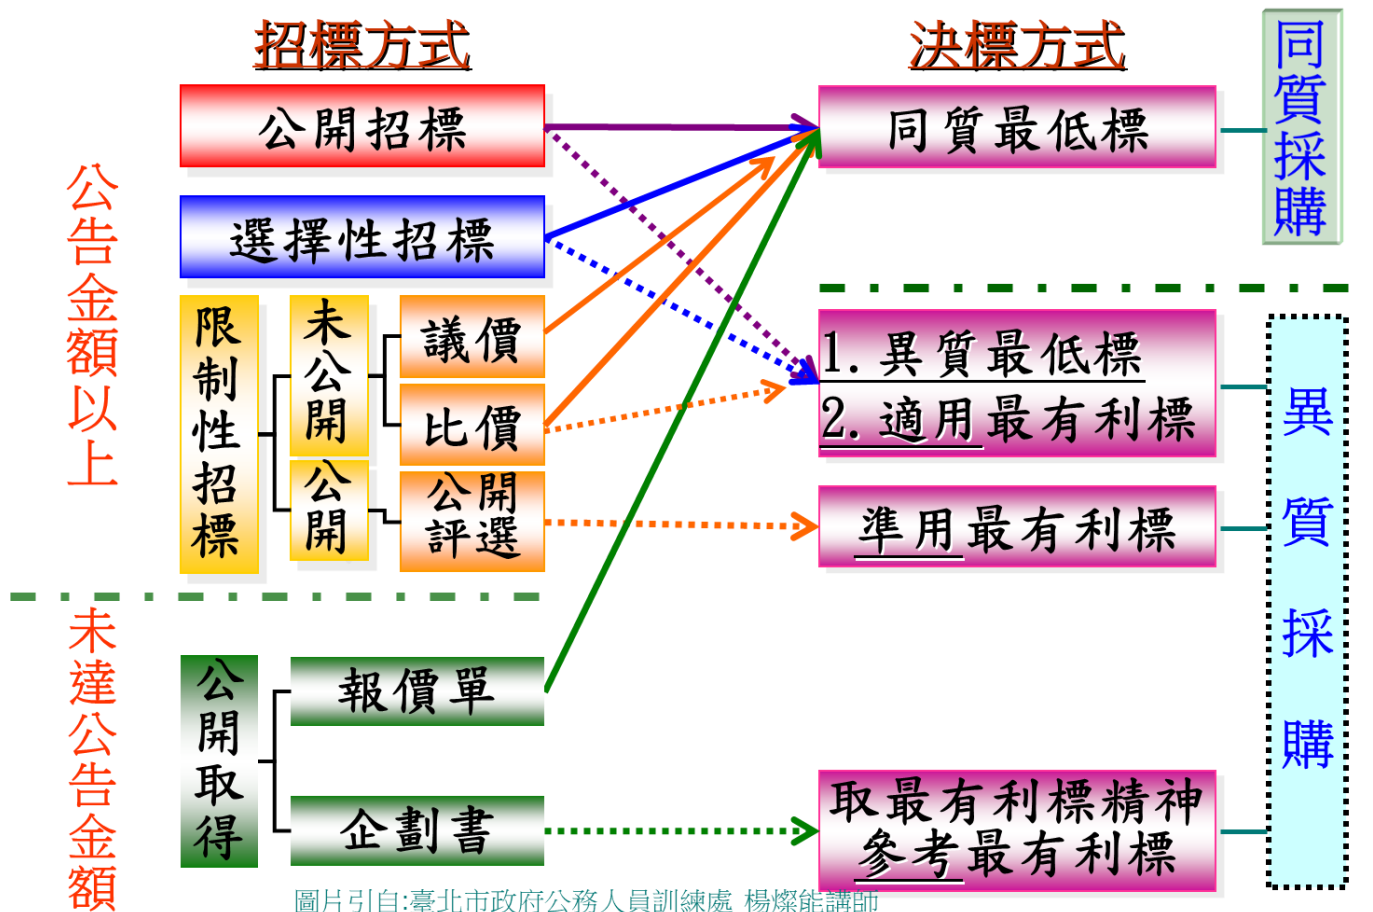 招標方式
決標方式
公告金額以上
公開招標
選擇性招標
限制性招標
未公開
議價
比價
公開
公開
評選
未達公告金額
公開取得
報價單
企劃書
同質最低標
同質採購
1. 異質最低標
2. 適用最有利標
準用最有利標
取最有利標精神
參考最有利標
異質採購
圖片引自:臺北市政府公務人員訓練處 楊燦能講師